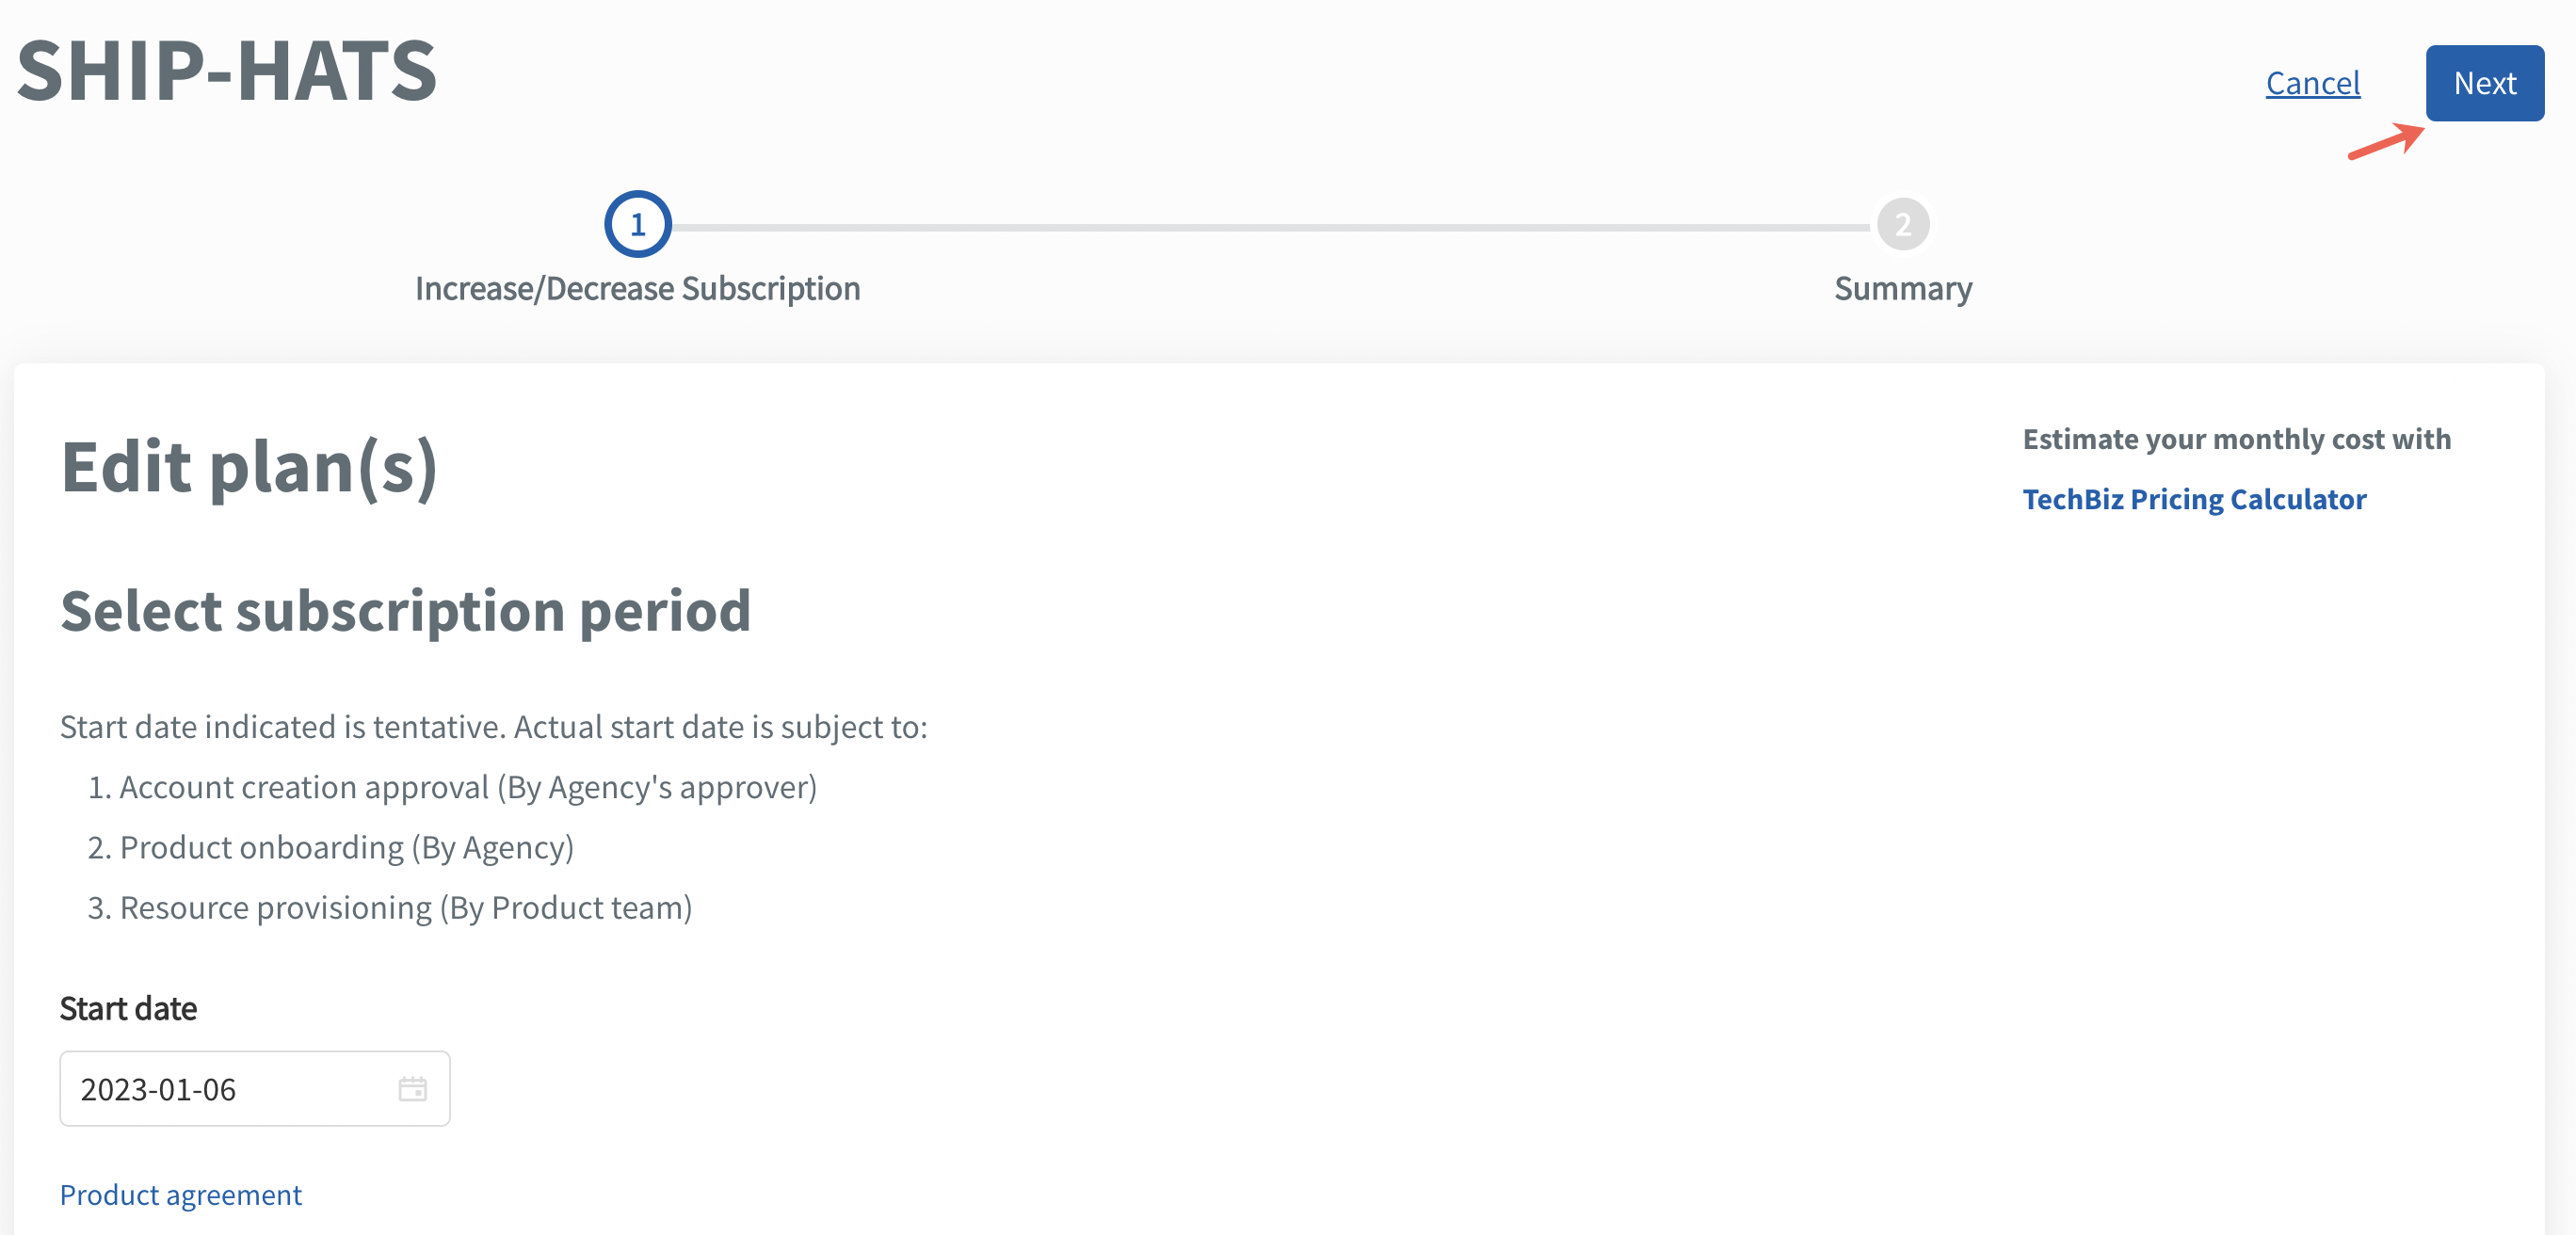 SHIP-HATS
Cancel
Next
1
2
Increase/Decrease Subscription
Summary
Edit plan(s)
Estimate your monthly cost with
TechBiz Pricing Calculator
Select subscription period
Start date indicated is tentative. Actual start date is subject to:
1. Account creation approval (By Agency's approver)
2. Product onboarding (By Agency)
3. Resource provisioning (By Product team)
Start date
2023-01-06
Product agreement